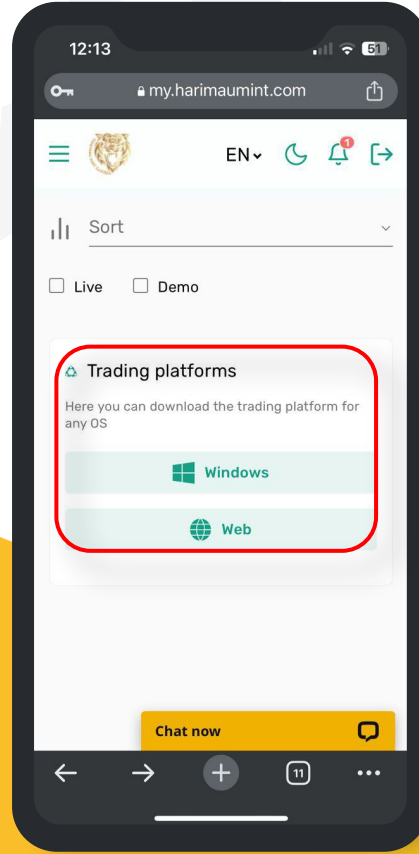 12:13
51
my.harimaumint.com
EN
1
Sort
Live
Demo
Trading platforms
Here you can download the trading platform for
any OS
Windows
Web
Chat now
11